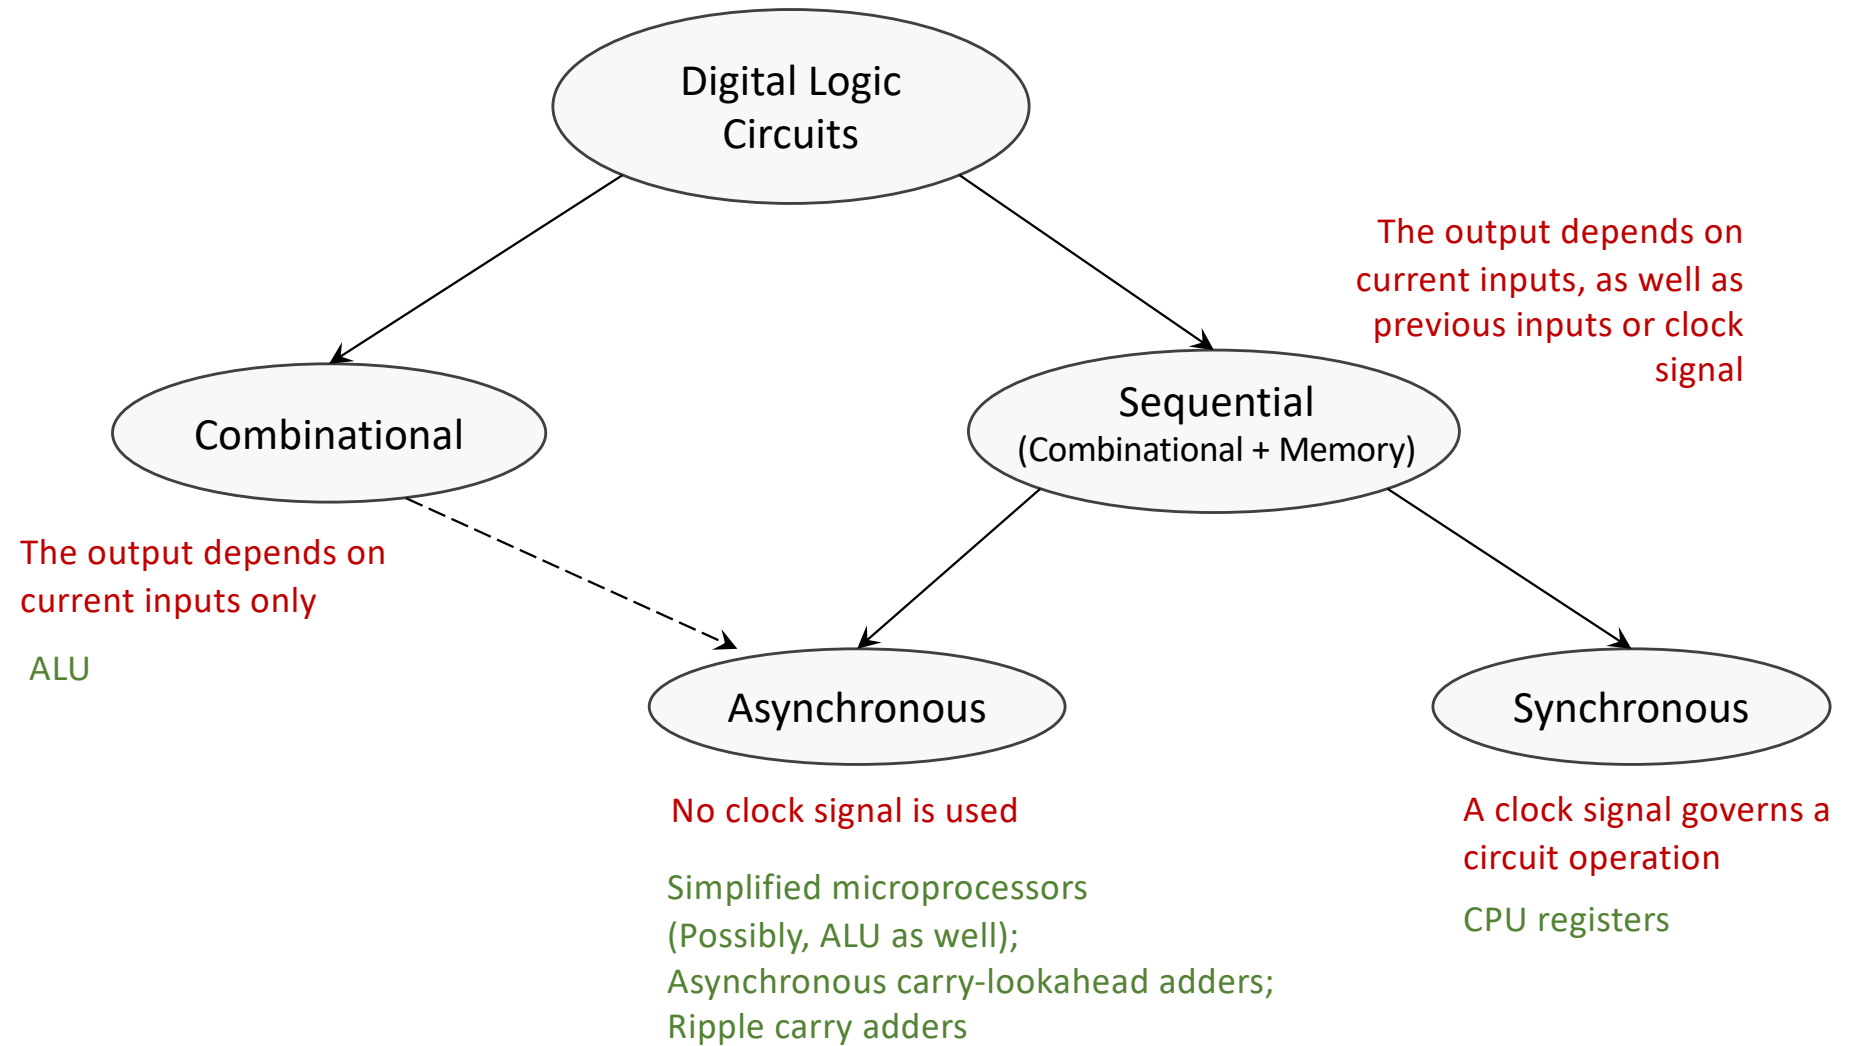 Digital Logic
Circuits
The output depends on
current inputs, as well as
previous inputs or clock
signal
Combinational
Sequential
(Combinational + Memory)
The output depends on
current inputs only
ALU
Asynchronous
Synchronous
No clock signal is used
Simplified microprocessors
(Possibly, ALU as well);
Asynchronous carry-lookahead adders;
Ripple carry adders
A clock signal governs a
circuit operation
CPU registers